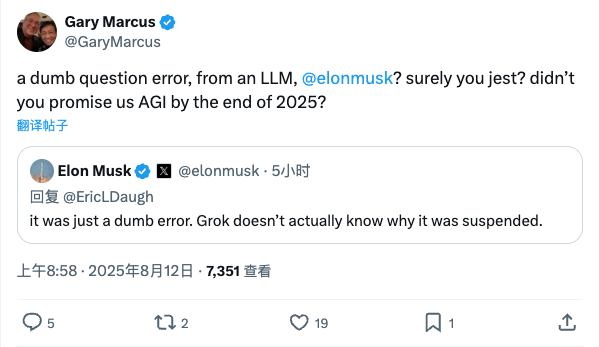 Gary Marcus
@GaryMarcus
a dumb question error, from an LLM, @elonmusk? surely you jest? didn't
you promise us AGI by the end of 2025?
翻译帖子
Elon Musk @elonmusk · 5小时
回复 @EricLDaugh
it was just a dumb error. Grok doesn't actually know why it was suspended.
上午8:58 · 2025年8月12日 · 7,351 查看
5 2 19 1